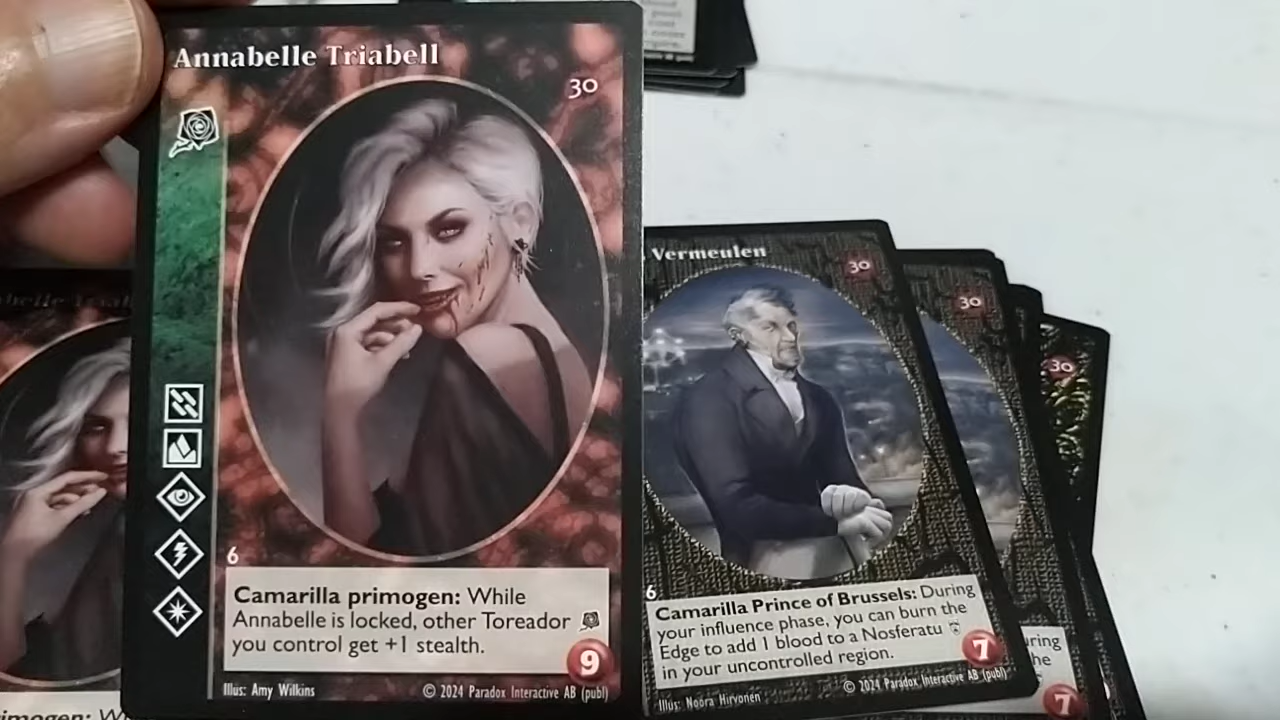 Annabelle Triabell
30
6
Camarilla primogen: While
Annabelle is locked, other Toreador
you control get +1 stealth.
9
Illus: Amy Wilkins
© 2024 Paradox Interactive AB (publ)
Vermeulen
30
6
Camarilla Prince of Brussels: During
your influence phase, you can burn the
Edge to add 1 blood to a Nosferatu
in your uncontrolled region.
7
Illus: Noora Hirvonen
© 2024 Paradox Interactive AB (publ)
30
7
30